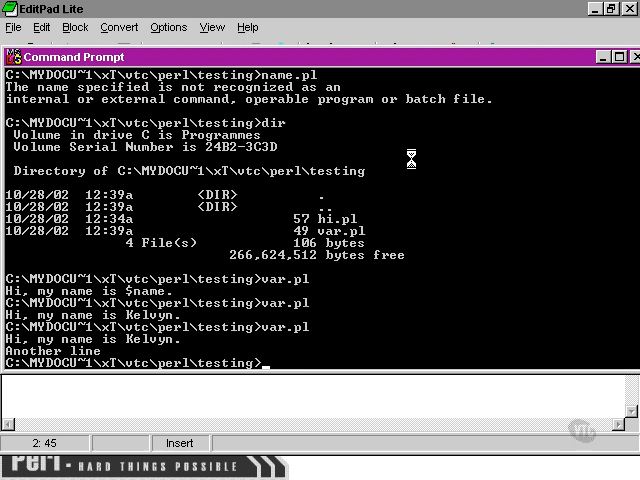 EditPad Lite
File Edit Block Convert Options View Help
Command Prompt
C:\MYDOCU~1\xT\vtc\perl\testing>name.pl
The name specified is not recognized as an
internal or external command, operable program or batch file.
C:\MYDOCU~1\xT\vtc\perl\testing>dir
Volume in drive C is Programmes
Volume Serial Number is 24B2-3C3D
Directory of C:\MYDOCU~1\xT\vtc\perl\testing
10/28/02 12:39a <DIR> .
10/28/02 12:39a <DIR> ..
10/28/02 12:34a 57 hi.pl
10/28/02 12:39a 49 var.pl
4 File(s) 106 bytes
266,624,512 bytes free
C:\MYDOCU~1\xT\vtc\perl\testing>var.pl
Hi, my name is $name.
C:\MYDOCU~1\xT\vtc\perl\testing>var.pl
Hi, my name is Kelvyn.
C:\MYDOCU~1\xT\vtc\perl\testing>var.pl
Hi, my name is Kelvyn.
Another line
C:\MYDOCU~1\xT\vtc\perl\testing>_
VTC
2: 45 Insert
Perl - HARD THINGS POSSIBLE